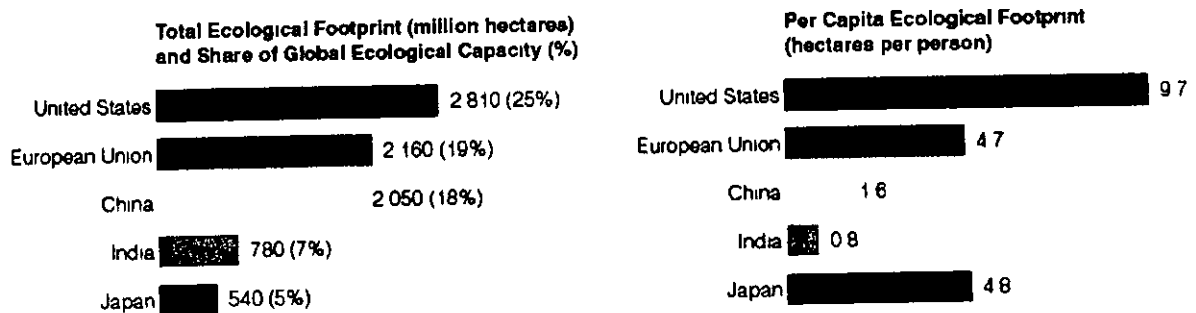 Total Ecological Footprint (million hectares)
and Share of Global Ecological Capacity (%)
United States 2 810 (25%)
European Union 2 160 (19%)
China 2 050 (18%)
India 780 (7%)
Japan 540 (5%)
Per Capita Ecological Footprint
(hectares per person)
United States 9 7
European Union 4 7
China 1 6
India 0 8
Japan 4 8